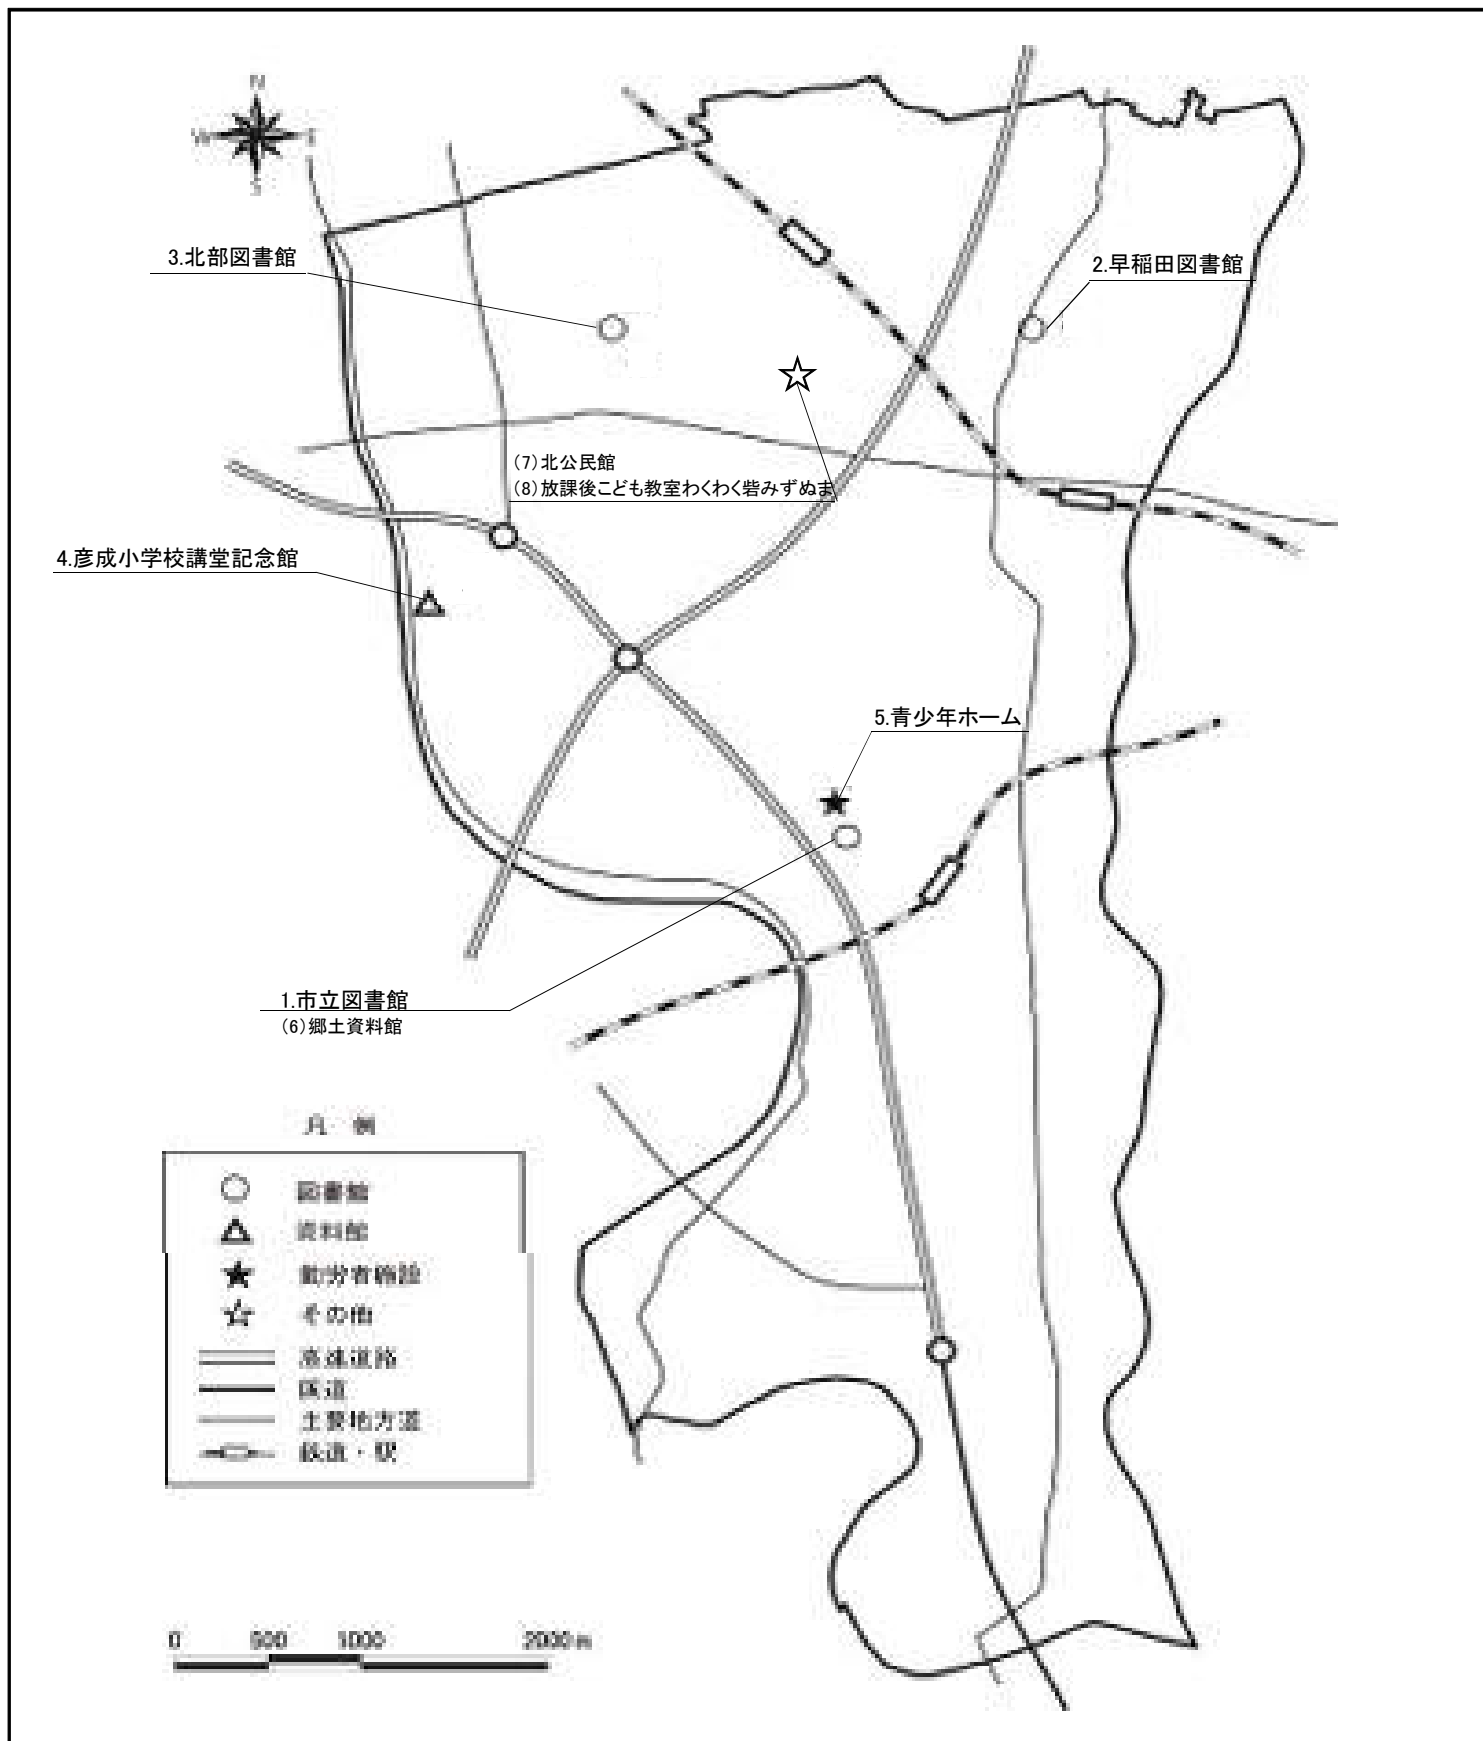 N
W E
S
3.北部図書館
2.早稲田図書館
(7)北公民館
(8)放課後こども教室わくわく砦みずぬま
4.彦成小学校講堂記念館
5.青少年ホーム
1.市立図書館
(6)郷土資料館
凡 例
図書館
資料館
勤労者施設
その他
高速道路
国道
主要地方道
鉄道・駅
0 500 1000 2000m